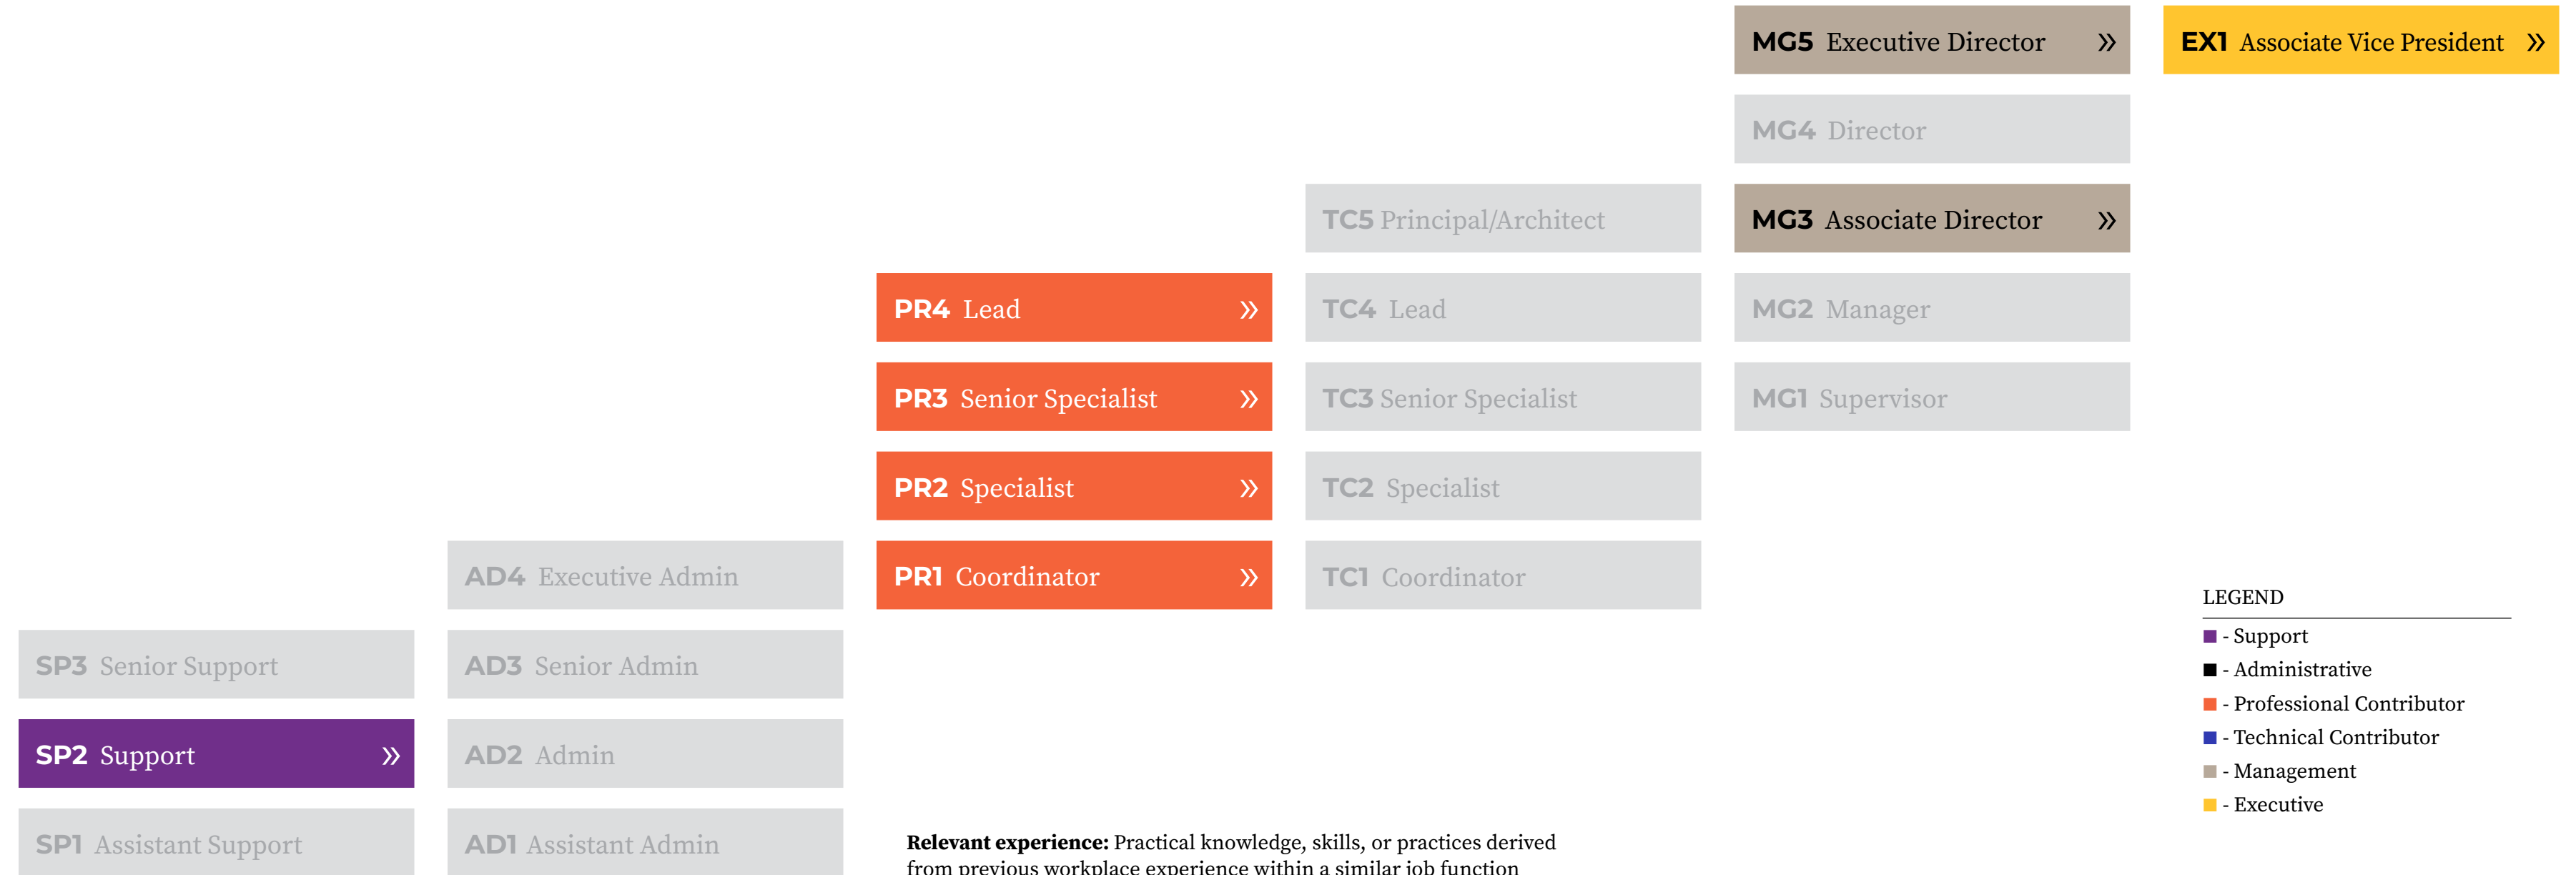 MG5 Executive Director »
EX1 Associate Vice President »
MG4 Director
TC5 Principal/Architect
MG3 Associate Director »
PR4 Lead »
TC4 Lead
MG2 Manager
PR3 Senior Specialist »
TC3 Senior Specialist
MG1 Supervisor
PR2 Specialist »
TC2 Specialist
AD4 Executive Admin
PR1 Coordinator »
TC1 Coordinator
SP3 Senior Support
AD3 Senior Admin
SP2 Support »
AD2 Admin
SP1 Assistant Support
AD1 Assistant Admin
LEGEND
- Support
- Administrative
- Professional Contributor
- Technical Contributor
- Management
- Executive
Relevant experience: Practical knowledge, skills, or practices derived
from previous workplace experience within a similar job function